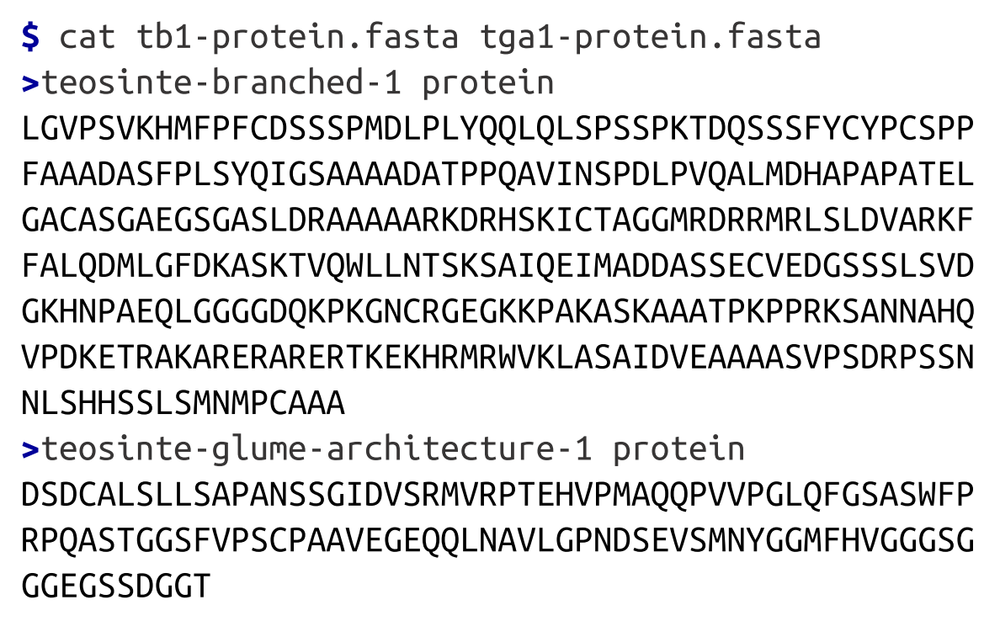 $ cat tb1-protein.fasta tga1-protein.fasta
>teosinte-branched-1 protein
LGVPSVKHMFPFCDSSSPMDLPLYQQLQLSPSSPKTDQSSSFYCYPCSPP
FAAADASFPLSYQIGSAAAADATPPQAVINSPDLPVQALMDHAPAPATEL
GACASGAEGSGASLDRAAAAARKDRHSKICTAGGMRDRRMRLSLDVARKF
FALQDMLGFDKASKTVQWLLNTSKSAIQEIMADDASSECVEDGSSSLSVD
GKHNPAEQLGGGGDQKPKGNCRGEGKKPAKASKAAATPKPPRKSANNAHQ
VPDKETRAKARERARERTKEKHRMRWVKLASAIDVEAAAASVPSDRPSSN
NLSHHSSLSMNMPCAAA
>teosinte-glume-architecture-1 protein
DSDCALSLLSAPANSSGIDVSRMVRPTEHVPMAQQPVVPGLQFGSASWFP
RPQASTGGSFVPSCPAAVEGEQQLNAVLGPNDSEVSMNYGGMFHVGGGSG
GGEGSSDGGT